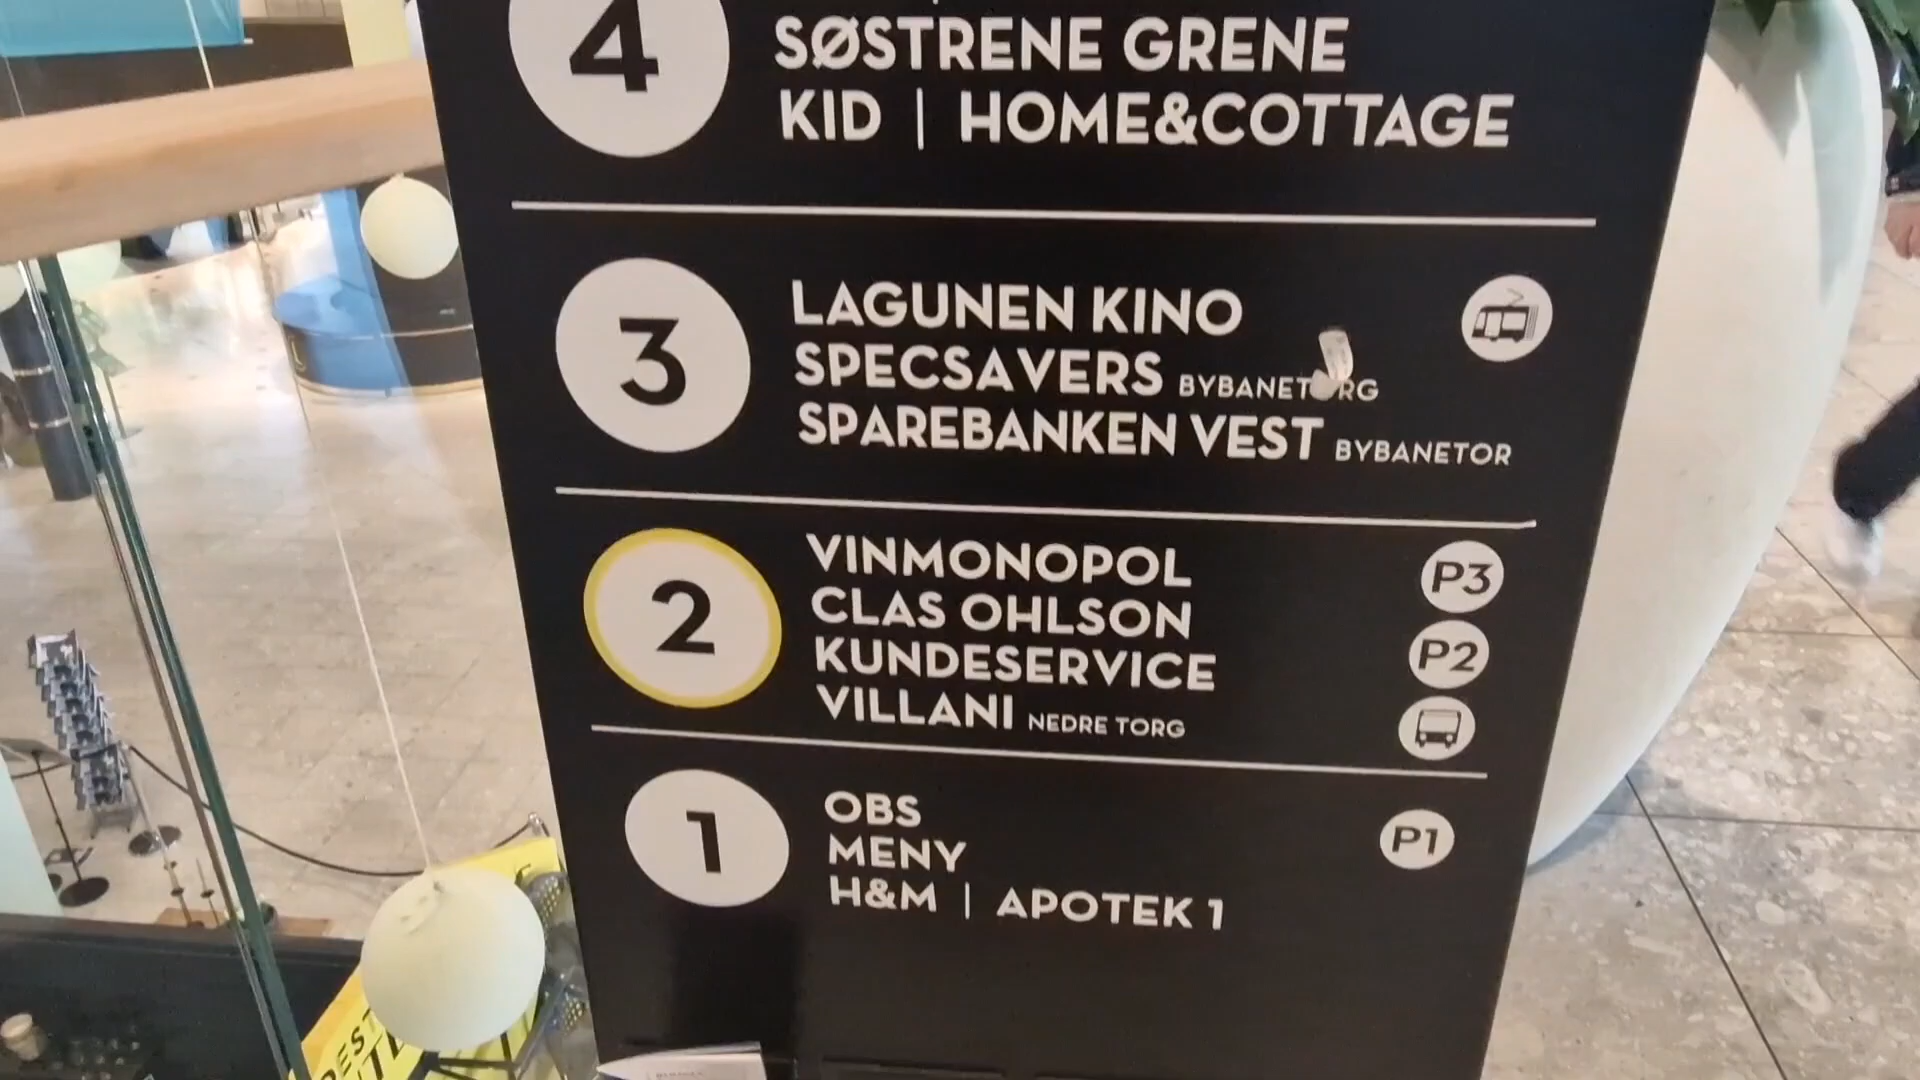 4
SØSTRENE GRENE
KID | HOME&COTTAGE
3
LAGUNEN KINO
SPECSAVERS BYBANETORG
SPAREBANKEN VEST BYBANETOR
2
VINMONOPOL
CLAS OHLSON
KUNDESERVICE
VILLANI NEDRE TORG
P3
P2
1
OBS
MENY
H&M | APOTEK 1
P1